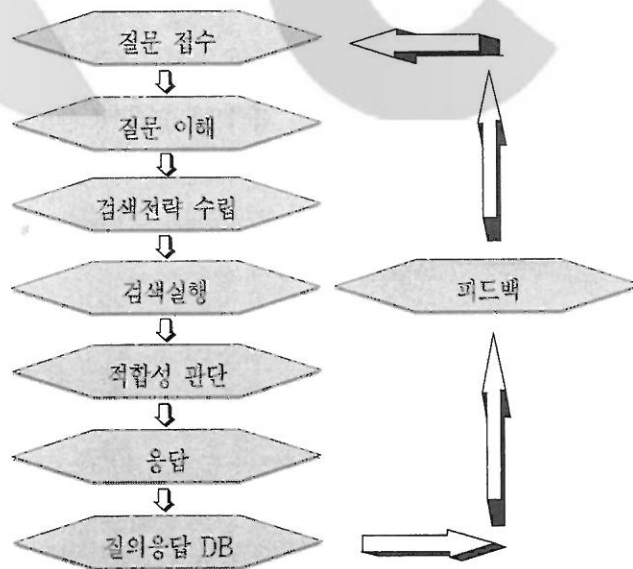 질문 접수
질문 이해
검색전략 수립
검색실행
피드백
적합성 판단
응답
질의응답 DB